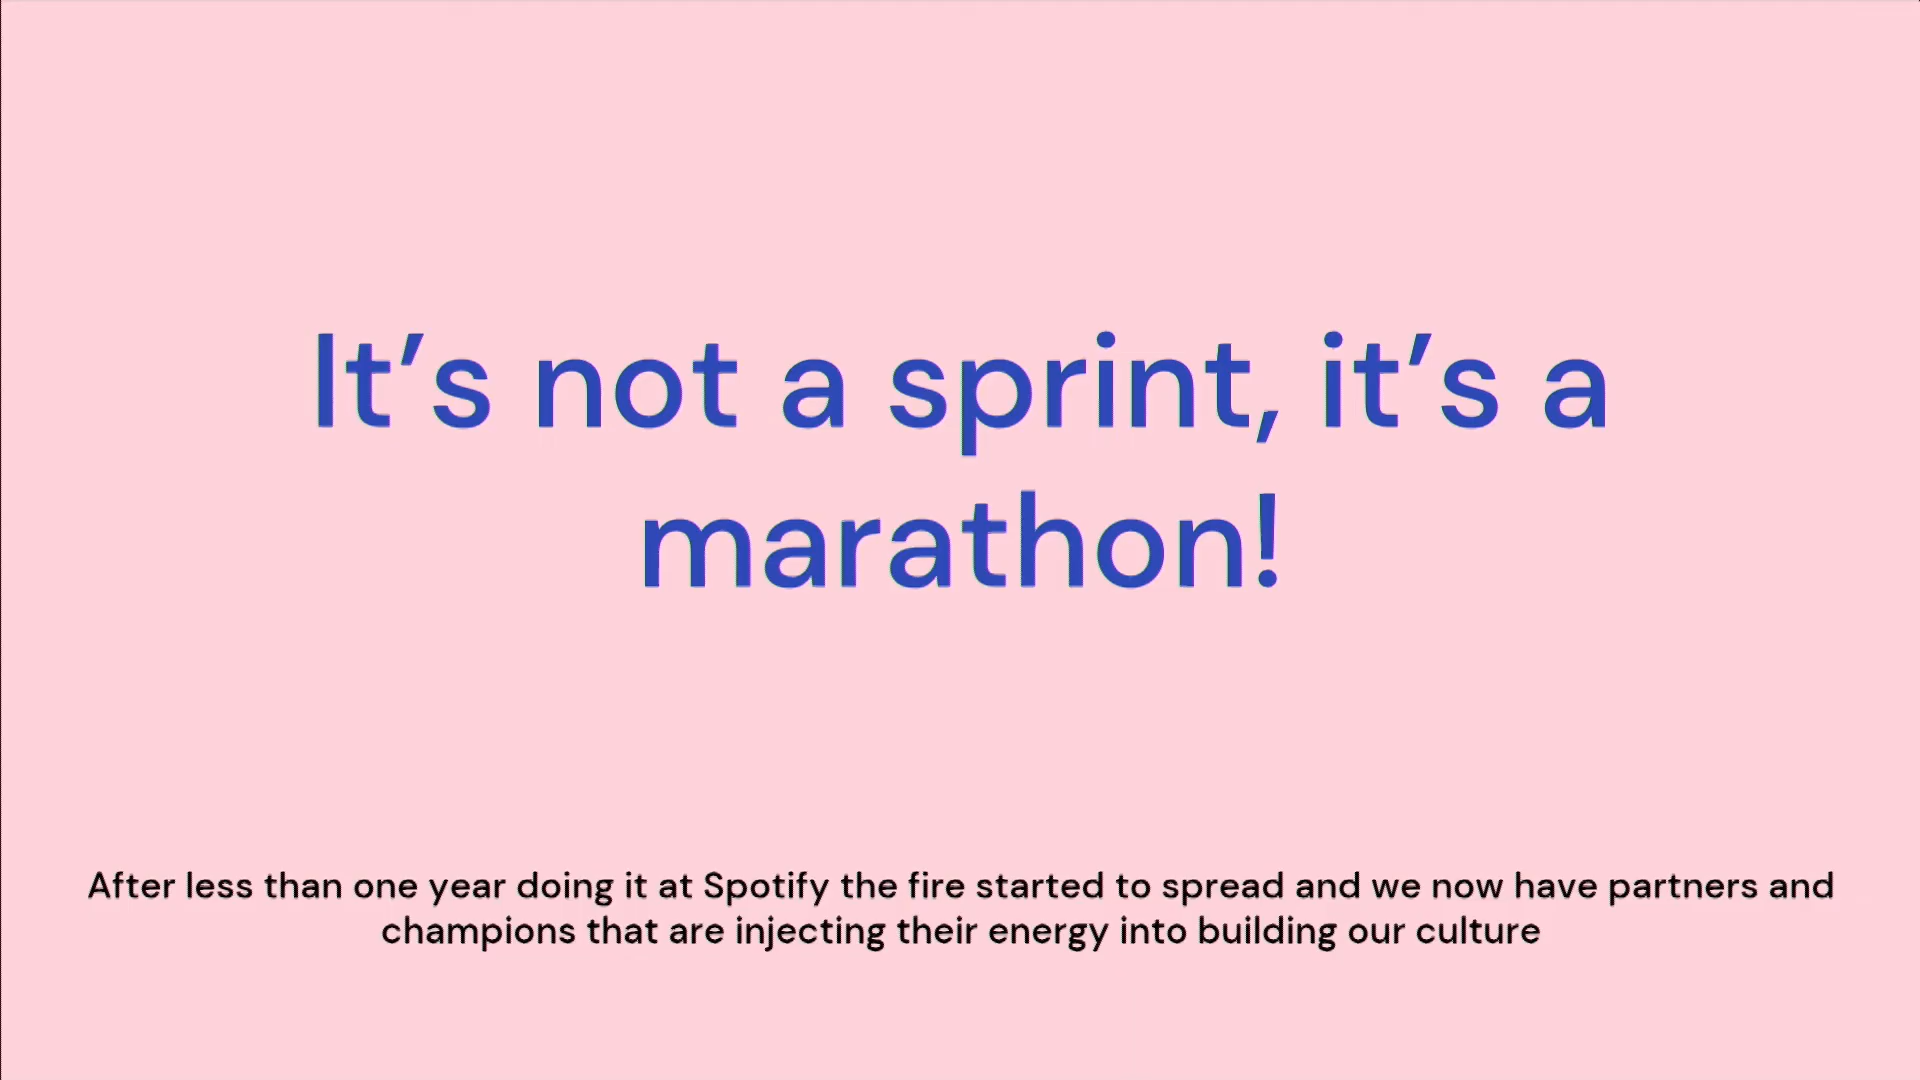 It’s not a sprint, it’s a
marathon!
After less than one year doing it at Spotify the fire started to spread and we now have partners and
champions that are injecting their energy into building our culture